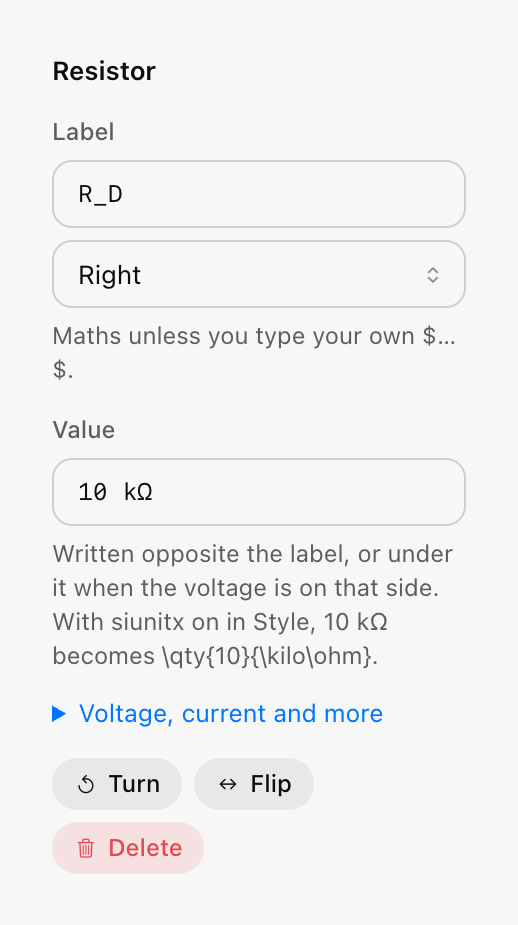 Resistor
Label
R_D
Right
Maths unless you type your own $...
$.
Value
10 kΩ
Written opposite the label, or under
it when the voltage is on that side.
With siunitx on in Style, 10 kΩ
becomes \qty{10}{\kilo\ohm}.
Voltage, current and more
Turn
Flip
Delete